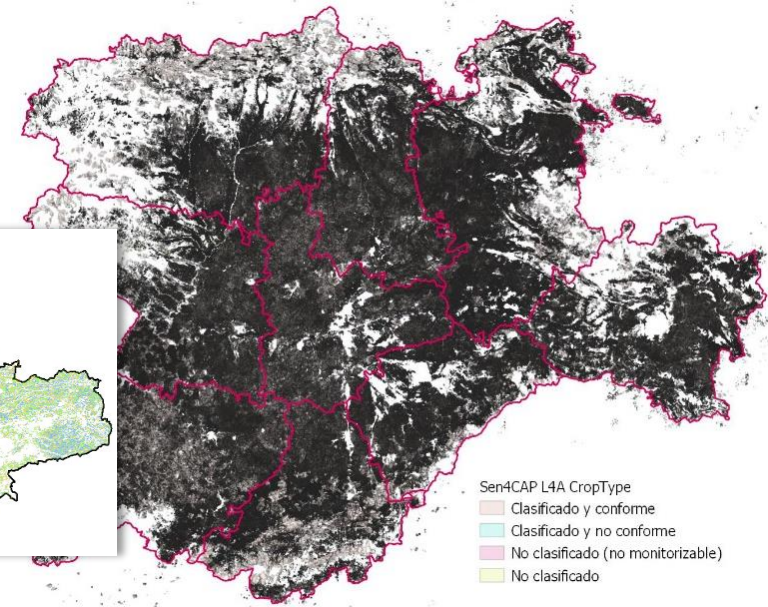 Sen4CAP L4A CropType
Clasificado y conforme
Clasificado y no conforme
No clasificado (no monitorizable)
No clasificado